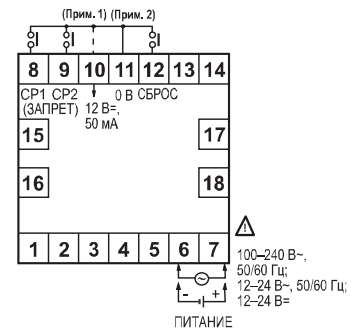 (Прим. 1) (Прим. 2)
8 9 10 11 12 13 14
CP1 CP2 0 В СБРОС
(ЗАПРЕТ) 12 В=,
50 мА
15 17
16 18
1 2 3 4 5 6 7
100–240 В~,
50/60 Гц;
12–24 В~, 50/60 Гц;
12–24 В=
- +
ПИТАНИЕ